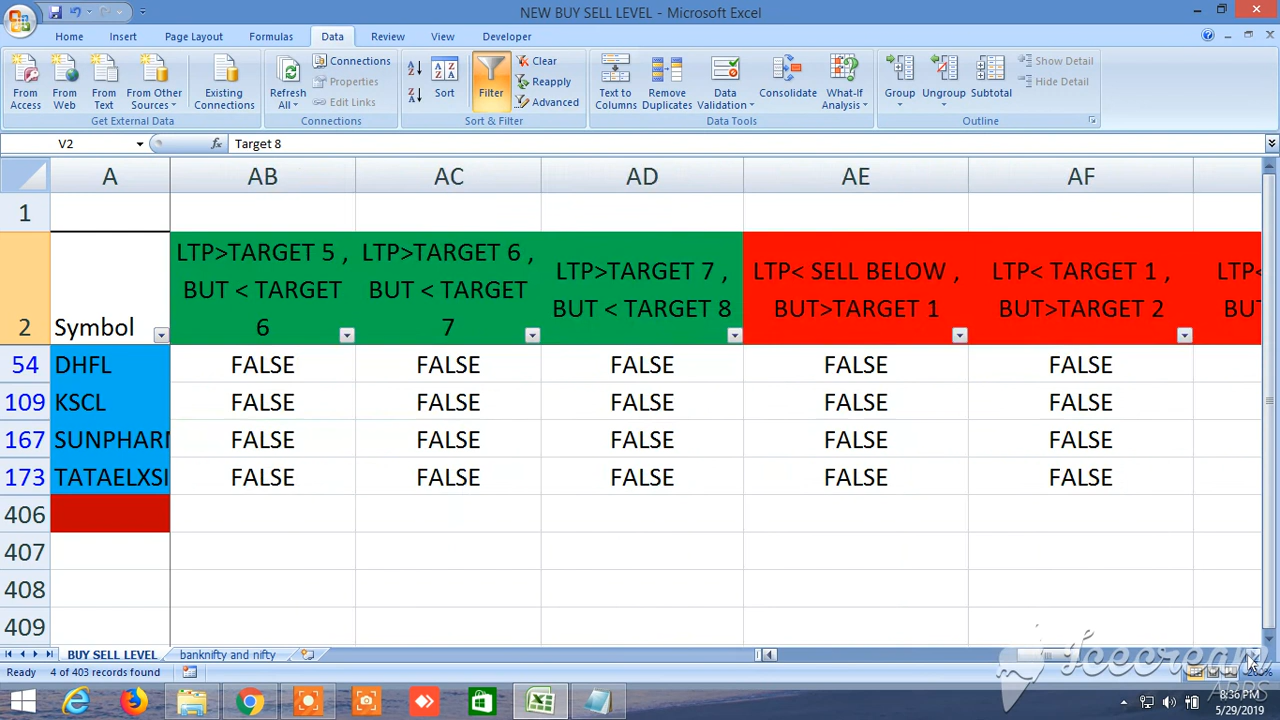 NEW BUY SELL LEVEL - Microsoft Excel
Home Insert Page Layout Formulas Data Review View Developer
From Access
From Web
From Text
From Other Sources
Existing Connections
Get External Data
Refresh All
Connections
Properties
Edit Links
Connections
Sort
Filter
Clear
Reapply
Advanced
Sort & Filter
Text to Columns
Remove Duplicates
Data Validation
Consolidate
What-If Analysis
Data Tools
Group
Ungroup
Subtotal
Show Detail
Hide Detail
Outline
V2 fx Target 8
A AB AC AD AE AF
1
2 Symbol
LTP>TARGET 5 ,
BUT < TARGET
6
LTP>TARGET 6 ,
BUT < TARGET
7
LTP>TARGET 7 ,
BUT < TARGET 8
LTP< SELL BELOW ,
BUT>TARGET 1
LTP< TARGET 1 ,
BUT>TARGET 2
LTP<
BU
54 DHFL FALSE FALSE FALSE FALSE FALSE
109 KSCL FALSE FALSE FALSE FALSE FALSE
167 SUNPHARM FALSE FALSE FALSE FALSE FALSE
173 TATAELXSI FALSE FALSE FALSE FALSE FALSE
406
407
408
409
BUY SELL LEVEL banknifty and nifty
Ready 4 of 403 records found
Icecream
APPS
8:36 PM
5/29/2019